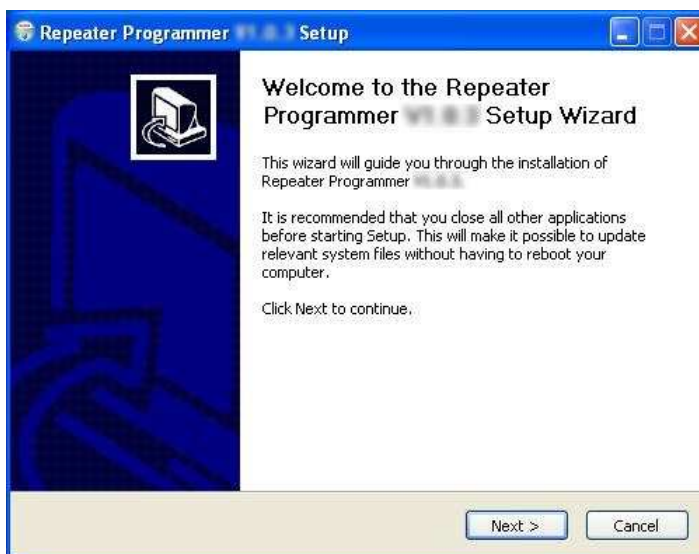 Repeater Programmer Setup
Welcome to the Repeater
Programmer Setup Wizard
This wizard will guide you through the installation of
Repeater Programmer
It is recommended that you close all other applications
before starting Setup. This will make it possible to update
relevant system files without having to reboot your
computer.
Click Next to continue.
Next >
Cancel